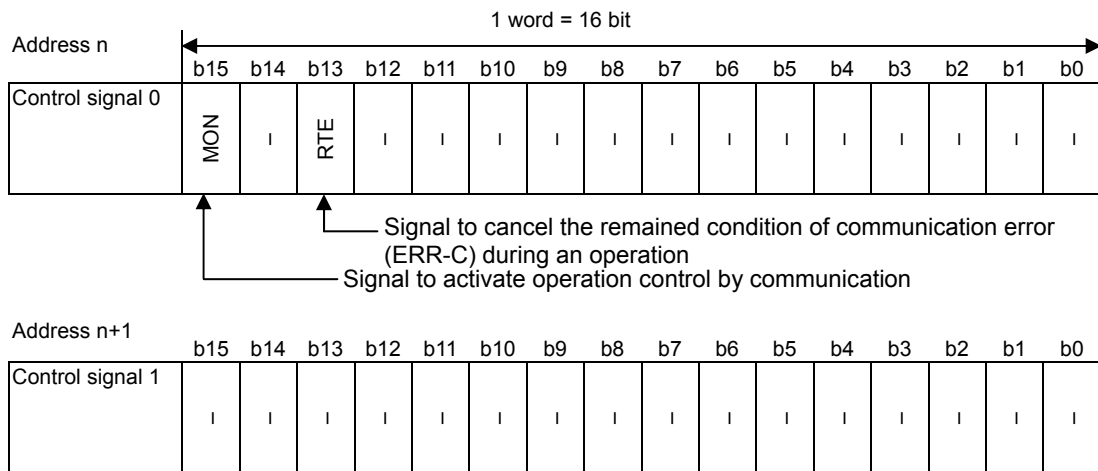 1 word = 16 bit
Address n
b15 b14 b13 b12 b11 b10 b9 b8 b7 b6 b5 b4 b3 b2 b1 b0
Control signal 0 MON | RTE | | | | | | | | | | | | |
Signal to cancel the remained condition of communication error
(ERR-C) during an operation
Signal to activate operation control by communication
Address n+1
b15 b14 b13 b12 b11 b10 b9 b8 b7 b6 b5 b4 b3 b2 b1 b0
Control signal 1 | | | | | | | | | | | | | | | |